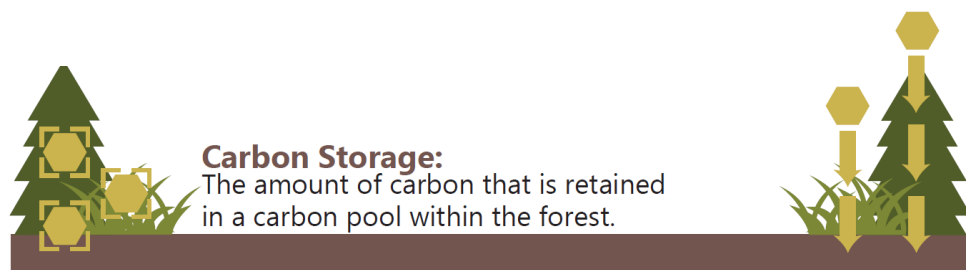 Carbon Storage:
The amount of carbon that is retained
in a carbon pool within the forest.